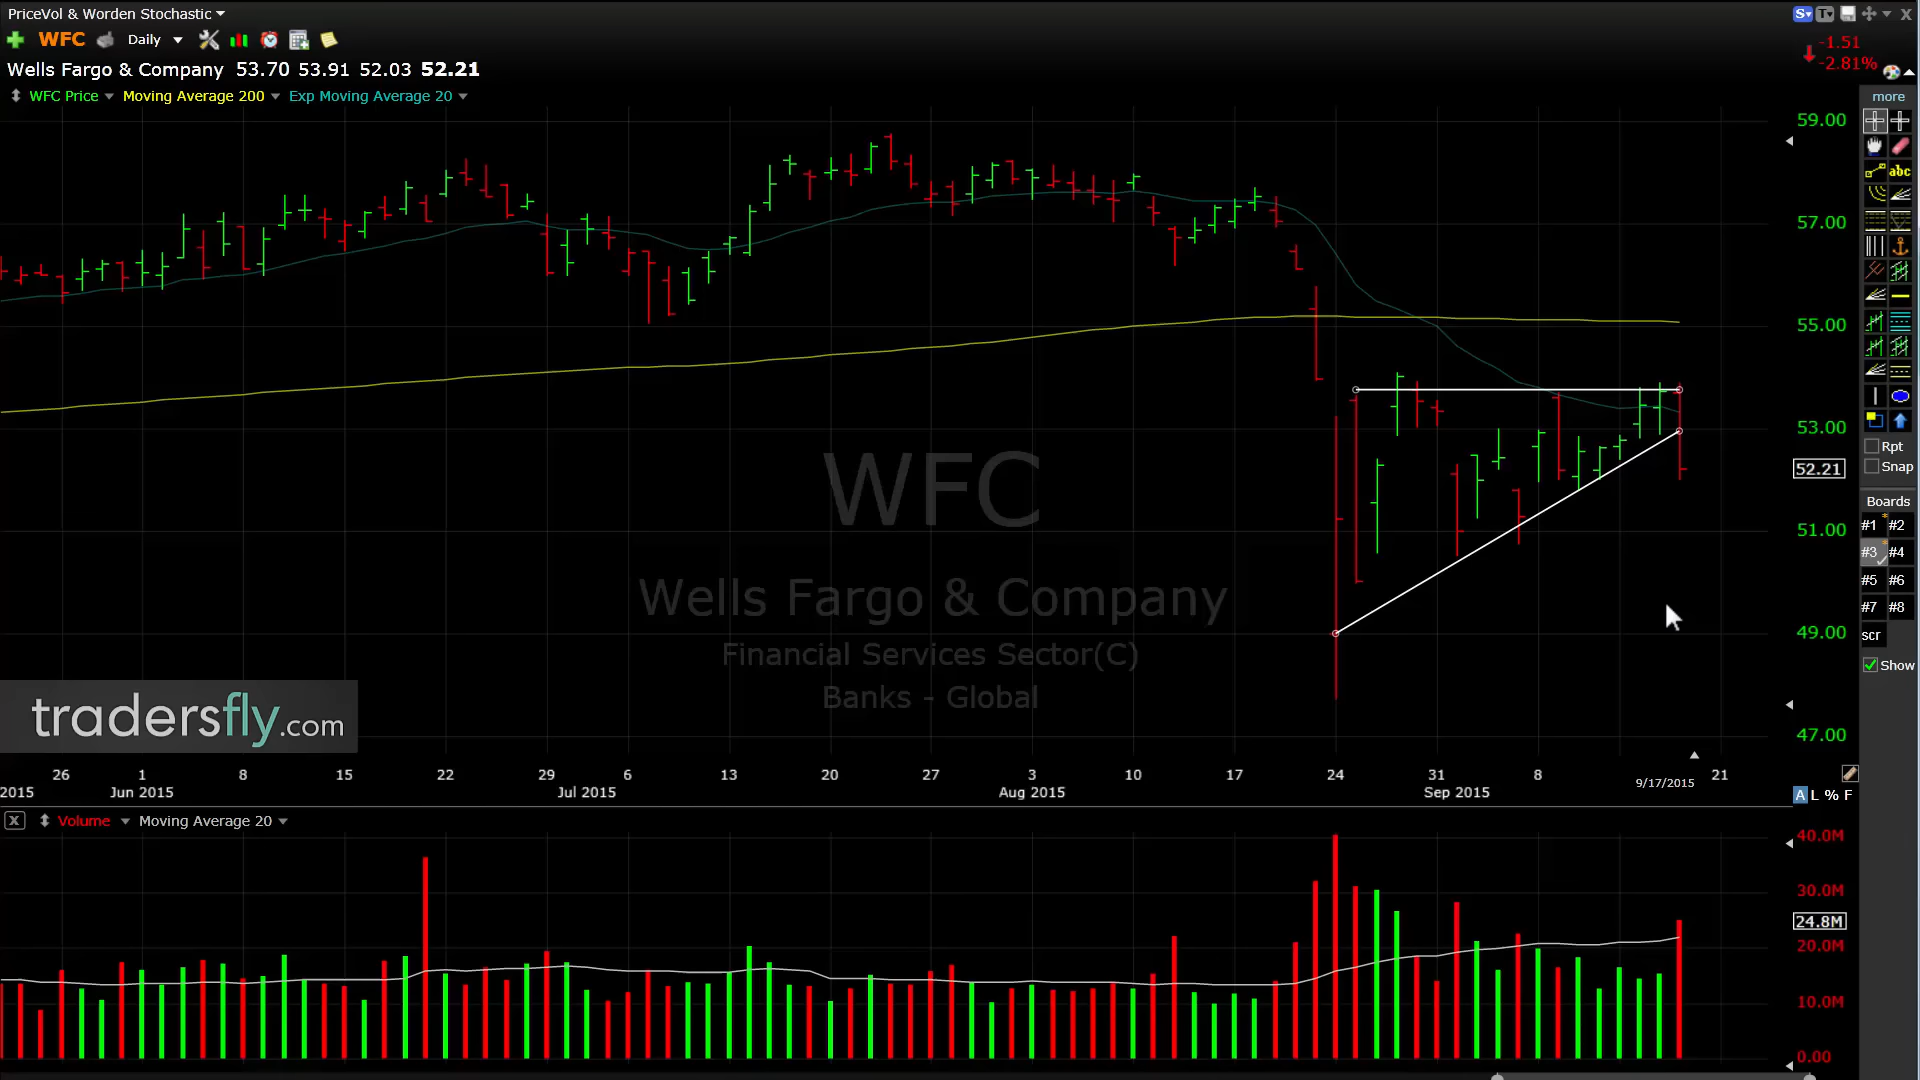 PriceVol & Worden Stochastic
S T X
WFC Daily
-1.51
-2.81%
Wells Fargo & Company 53.70 53.91 52.03 52.21
WFC Price Moving Average 200 Exp Moving Average 20
more
abc
59.00
57.00
55.00
53.00
52.21
51.00
49.00
47.00
Rpt
Snap
Boards
#1 #2
#3 #4
#5 #6
#7 #8
scr
Show
WFC
Wells Fargo & Company
Financial Services Sector(C)
Banks - Global
tradersfly.com
26 1 8 15 22 29 6 13 20 27 3 10 17 24 31 8 9/17/2015 21
2015 Jun 2015 Jul 2015 Aug 2015 Sep 2015
A L % F
X Volume Moving Average 20
40.0M
30.0M
24.8M
20.0M
10.0M
0.00